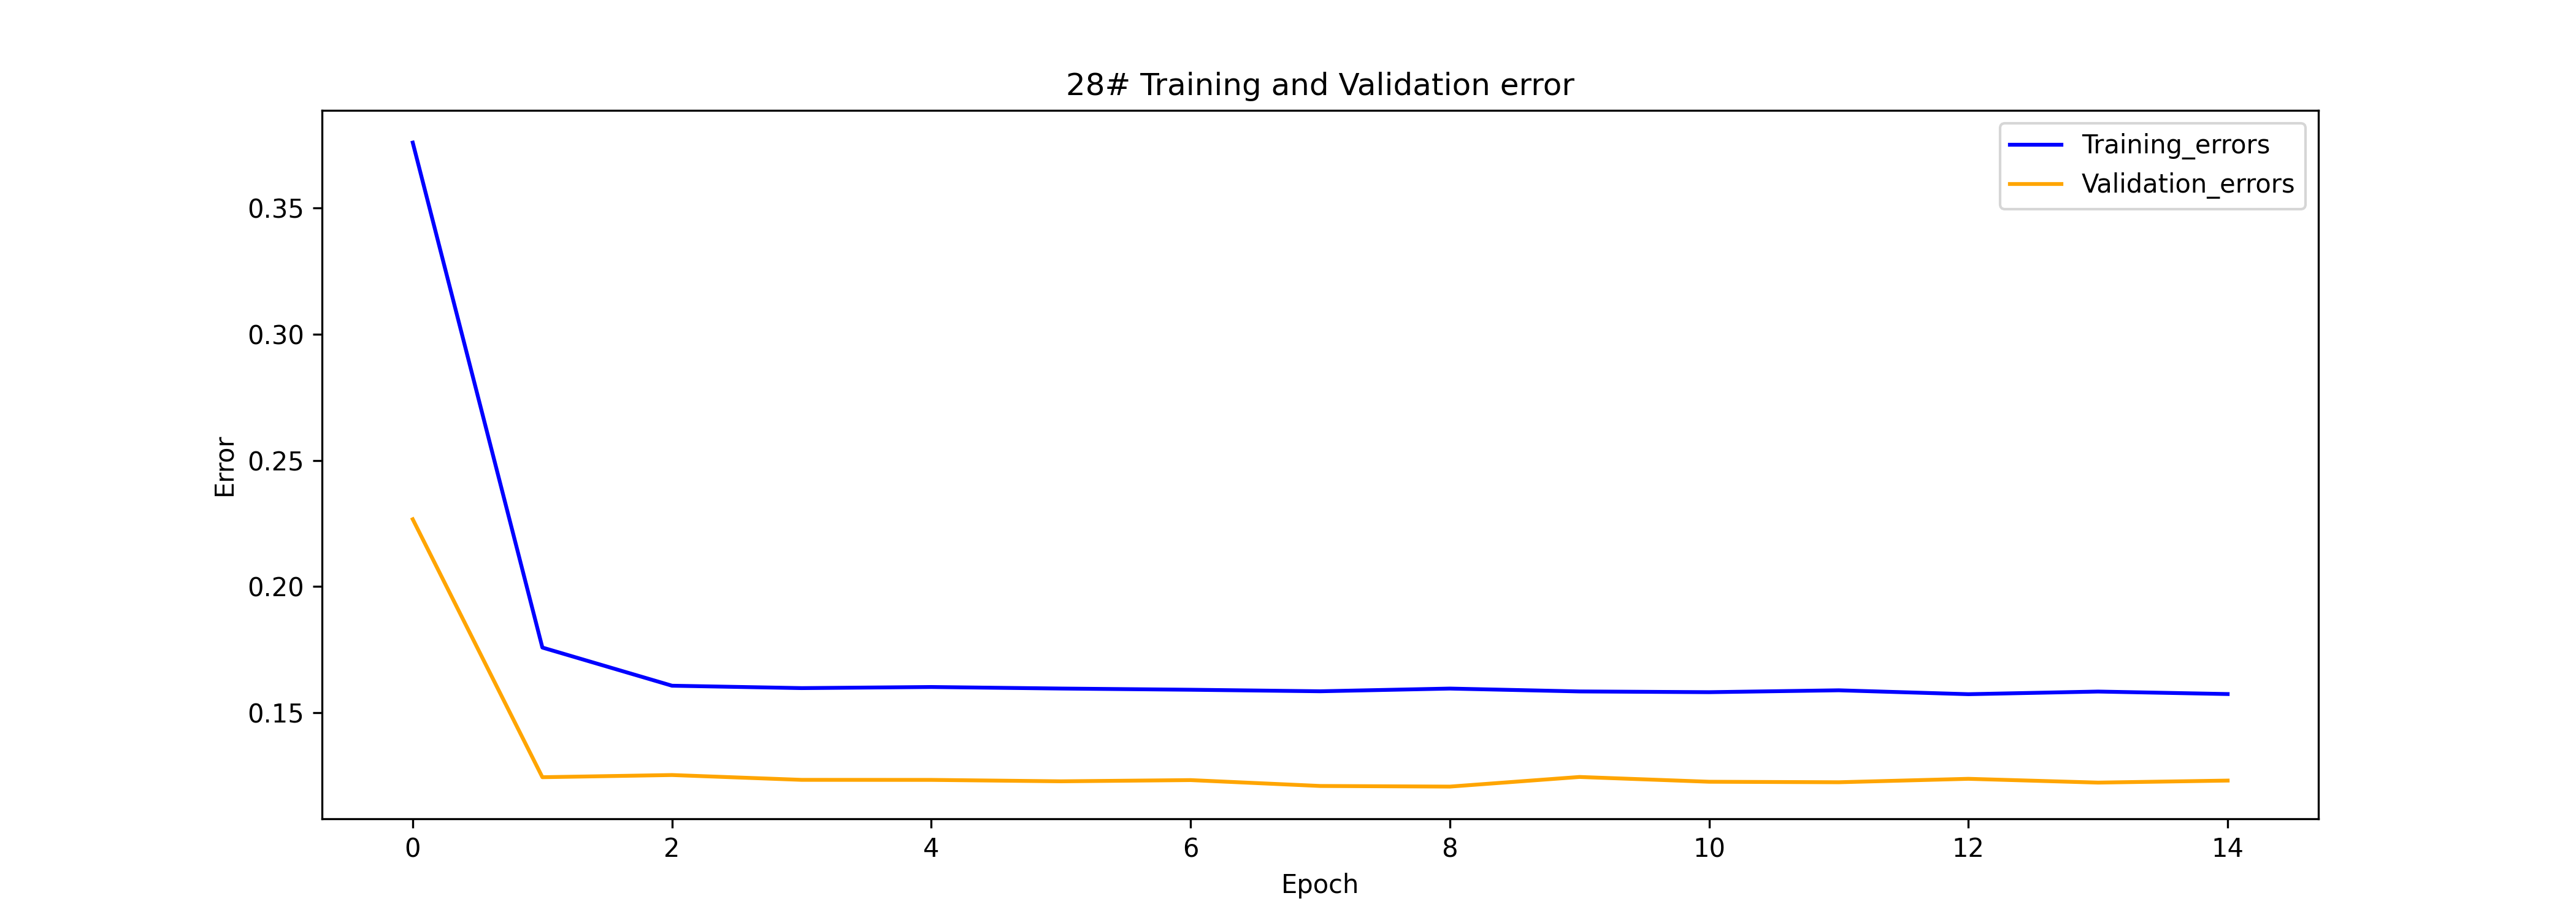 28# Training and Validation error
Training_errors
Validation_errors
Error
0.35
0.30
0.25
0.20
0.15
0 2 4 6 8 10 12 14
Epoch